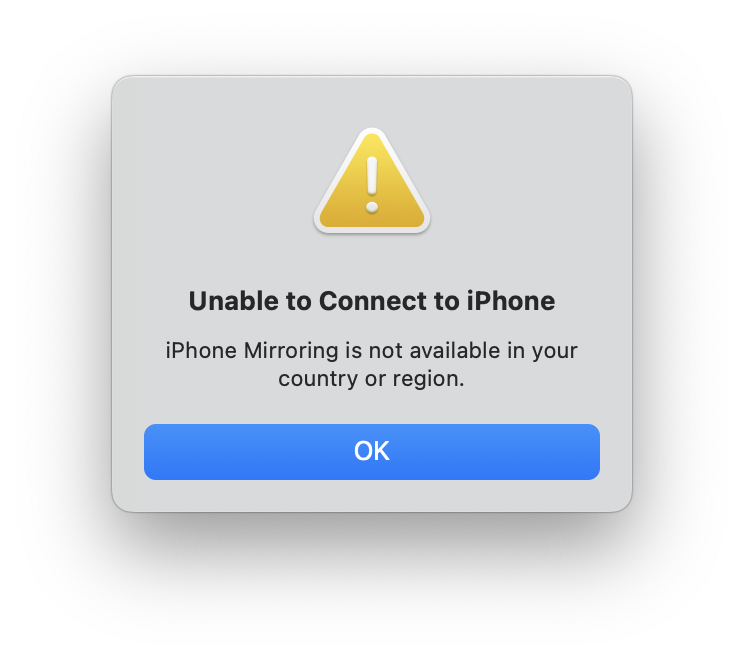 Unable to Connect to iPhone
iPhone Mirroring is not available in your
country or region.
OK